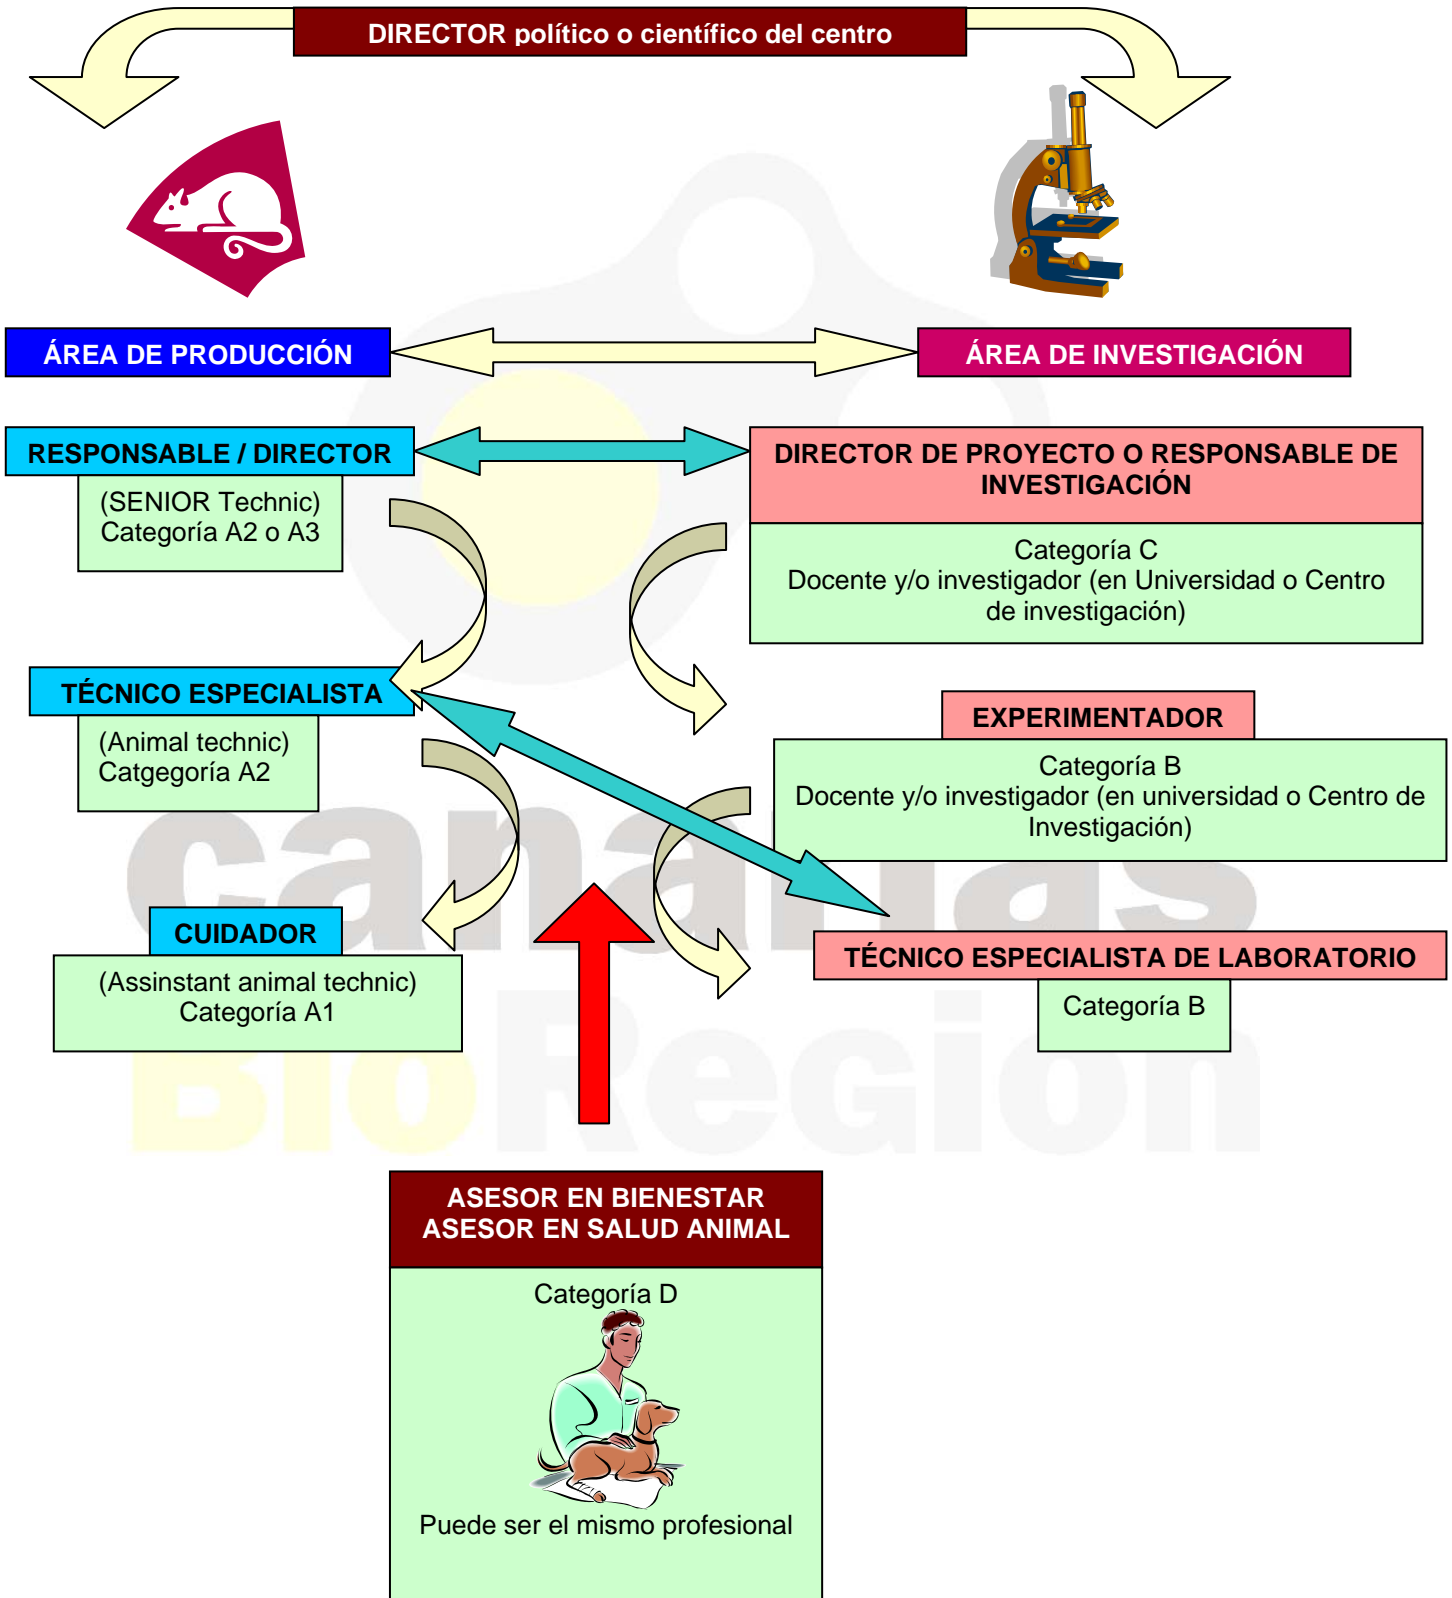 DIRECTOR político o científico del centro
ÁREA DE PRODUCCIÓN
ÁREA DE INVESTIGACIÓN
RESPONSABLE / DIRECTOR
(SENIOR Technic)
Categoría A2 o A3
DIRECTOR DE PROYECTO O RESPONSABLE DE
INVESTIGACIÓN
Categoría C
Docente y/o investigador (en Universidad o Centro
de investigación)
TÉCNICO ESPECIALISTA
(Animal technic)
Catgegoría A2
EXPERIMENTADOR
Categoría B
Docente y/o investigador (en universidad o Centro de
Investigación)
CUIDADOR
(Assinstant animal technic)
Categoría A1
TÉCNICO ESPECIALISTA DE LABORATORIO
Categoría B
canarias
BioRegion
ASESOR EN BIENESTAR
ASESOR EN SALUD ANIMAL
Categoría D
Puede ser el mismo profesional